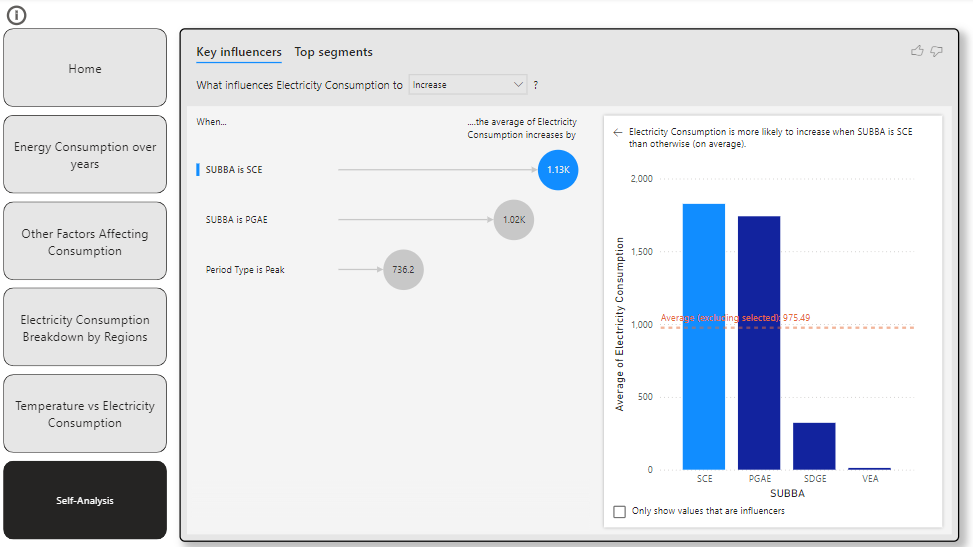 Home
Energy Consumption over
years
Other Factors Affecting
Consumption
Electricity Consumption
Breakdown by Regions
Temperature vs Electricity
Consumption
Self-Analysis
Key influencers Top segments
What influences Electricity Consumption to Increase ?
When...
....the average of Electricity
Consumption increases by
SUBBA is SCE 1.13K
SUBBA is PGAE 1.02K
Period Type is Peak 736.2
Electricity Consumption is more likely to increase when SUBBA is SCE
than otherwise (on average).
Average of Electricity Consumption
2,000
1,500
1,000
500
0
Average (excluding selected): 975.49
SCE PGAE SDGE VEA
SUBBA
Only show values that are influencers